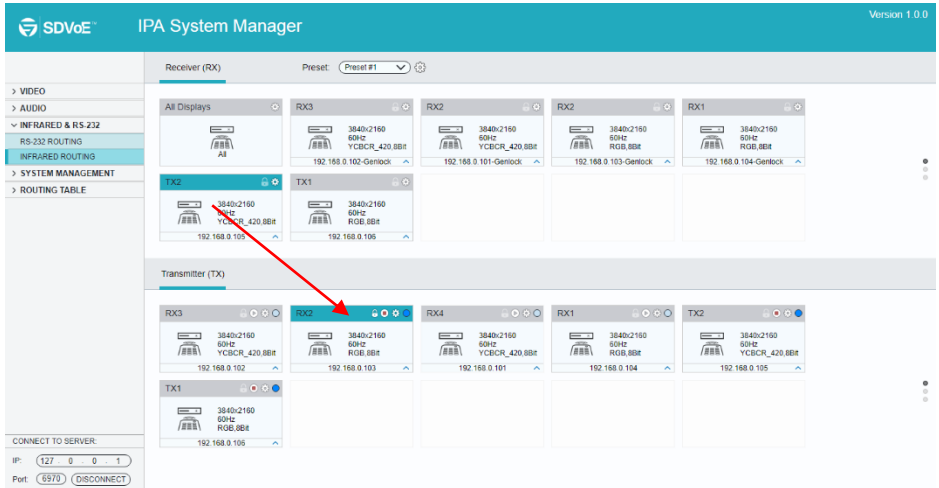 SDVoE™ IPA System Manager Version 1.0.0
Receiver (RX) Preset: Preset #1
> VIDEO
> AUDIO
INFRARED & RS-232
RS-232 ROUTING
INFRARED ROUTING
> SYSTEM MANAGEMENT
> ROUTING TABLE
All Displays
All
RX3
3840x2160
60Hz
YCBCR_420,8Bit
192.168.0.102-Genlock
RX2
3840x2160
60Hz
YCBCR_420,8Bit
192.168.0.101-Genlock
RX2
3840x2160
60Hz
RGB,8Bit
192.168.0.103-Genlock
RX1
3840x2160
60Hz
RGB,8Bit
192.168.0.104-Genlock
TX2
3840x2160
60Hz
YCBCR_420,8Bit
192.168.0.105
TX1
3840x2160
60Hz
RGB,8Bit
192.168.0.106
Transmitter (TX)
RX3
3840x2160
60Hz
YCBCR_420,8Bit
192.168.0.102
RX2
3840x2160
60Hz
RGB,8Bit
192.168.0.103
RX4
3840x2160
60Hz
YCBCR_420,8Bit
192.168.0.101
RX1
3840x2160
60Hz
RGB,8Bit
192.168.0.104
TX2
3840x2160
60Hz
YCBCR_420,8Bit
192.168.0.105
TX1
3840x2160
60Hz
RGB,8Bit
192.168.0.106
CONNECT TO SERVER:
IP: 127 . 0 . 0 . 1
Port: 6970 DISCONNECT